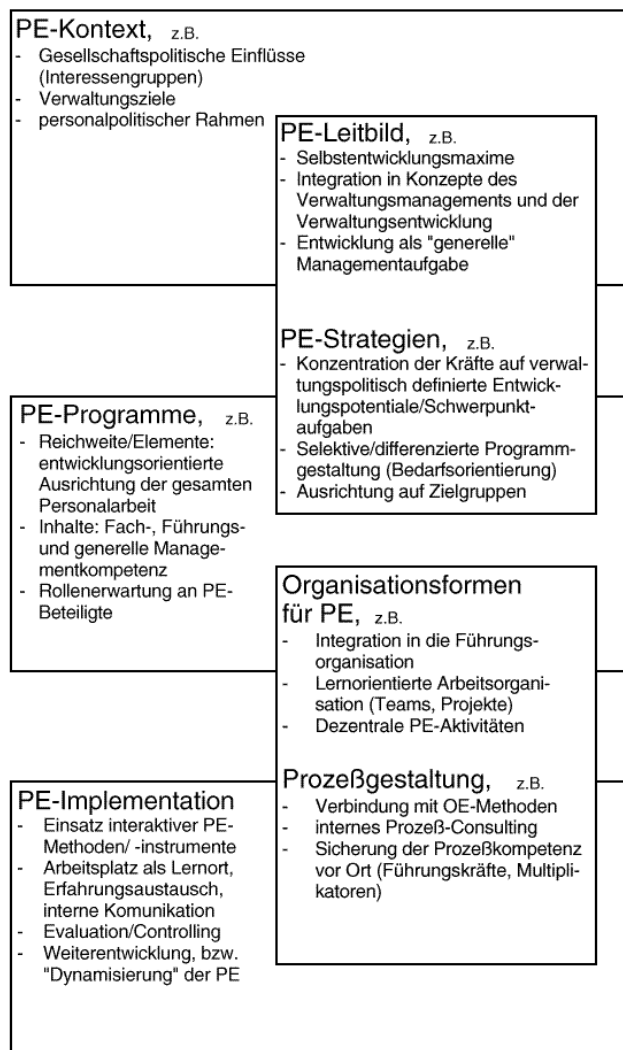 PE-Kontext, z.B.
- Gesellschaftspolitische Einflüsse
(Interessengruppen)
- Verwaltungsziele
- personalpolitischer Rahmen
PE-Leitbild, z.B.
- Selbstentwicklungsmaxime
- Integration in Konzepte des
Verwaltungsmanagements und der
Verwaltungsentwicklung
- Entwicklung als "generelle"
Managementaufgabe
PE-Strategien, z.B.
- Konzentration der Kräfte auf verwal-
tungspolitisch definierte Entwick-
lungspotentiale/Schwerpunkt-
aufgaben
- Selektive/differenzierte Programm-
gestaltung (Bedarfsorientierung)
- Ausrichtung auf Zielgruppen
PE-Programme, z.B.
- Reichweite/Elemente:
entwicklungsorientierte
Ausrichtung der gesamten
Personalarbeit
- Inhalte: Fach-, Führungs-
und generelle Manage-
mentkompetenz
- Rollenerwartung an PE-
Beteiligte
Organisationsformen
für PE, z.B.
- Integration in die Führungs-
organisation
- Lernorientierte Arbeitsorgani-
sation (Teams, Projekte)
- Dezentrale PE-Aktivitäten
Prozeßgestaltung, z.B.
- Verbindung mit OE-Methoden
- internes Prozeß-Consulting
- Sicherung der Prozeßkompetenz
vor Ort (Führungskräfte, Multipli-
katoren)
PE-Implementation
- Einsatz interaktiver PE-
Methoden/ -instrumente
- Arbeitsplatz als Lernort,
Erfahrungsaustausch,
interne Komunikation
- Evaluation/Controlling
- Weiterentwicklung, bzw.
"Dynamisierung" der PE